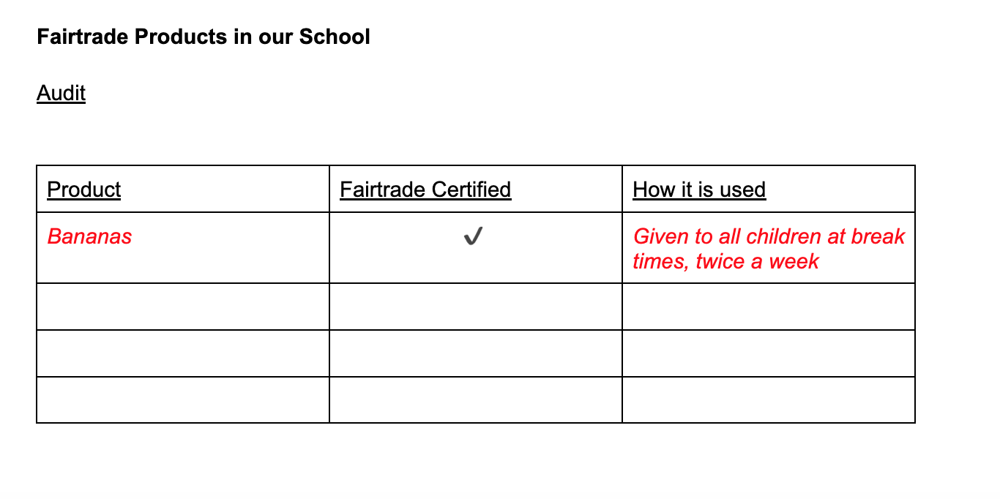 Fairtrade Products in our School
Audit
Product
Fairtrade Certified
How it is used
Bananas
✓
Given to all children at break
times, twice a week